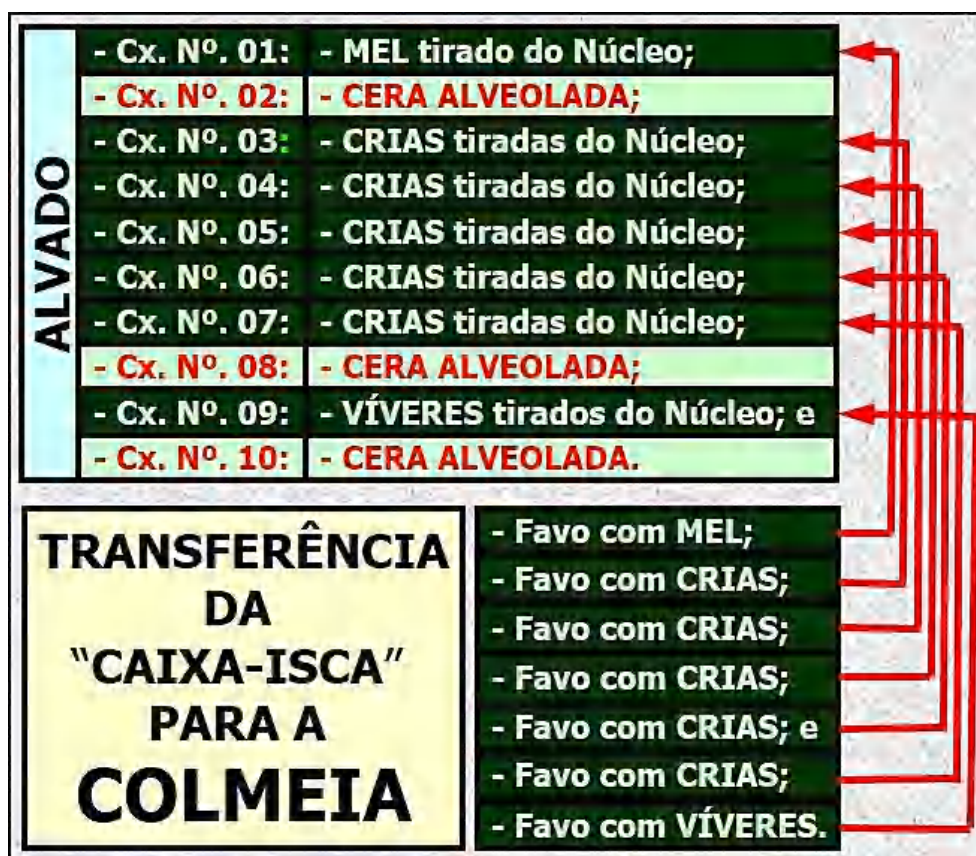 ALVADO
- Cx. Nº. 01: - MEL tirado do Núcleo;
- Cx. Nº. 02: - CERA ALVEOLADA;
- Cx. Nº. 03: - CRIAS tiradas do Núcleo;
- Cx. Nº. 04: - CRIAS tiradas do Núcleo;
- Cx. Nº. 05: - CRIAS tiradas do Núcleo;
- Cx. Nº. 06: - CRIAS tiradas do Núcleo;
- Cx. Nº. 07: - CRIAS tiradas do Núcleo;
- Cx. Nº. 08: - CERA ALVEOLADA;
- Cx. Nº. 09: - VÍVERES tirados do Núcleo; e
- Cx. Nº. 10: - CERA ALVEOLADA.
TRANSFERÊNCIA
DA
“CAIXA-ISCA”
PARA A
COLMEIA
- Favo com MEL;
- Favo com CRIAS;
- Favo com CRIAS;
- Favo com CRIAS;
- Favo com CRIAS; e
- Favo com CRIAS;
- Favo com VÍVERES.